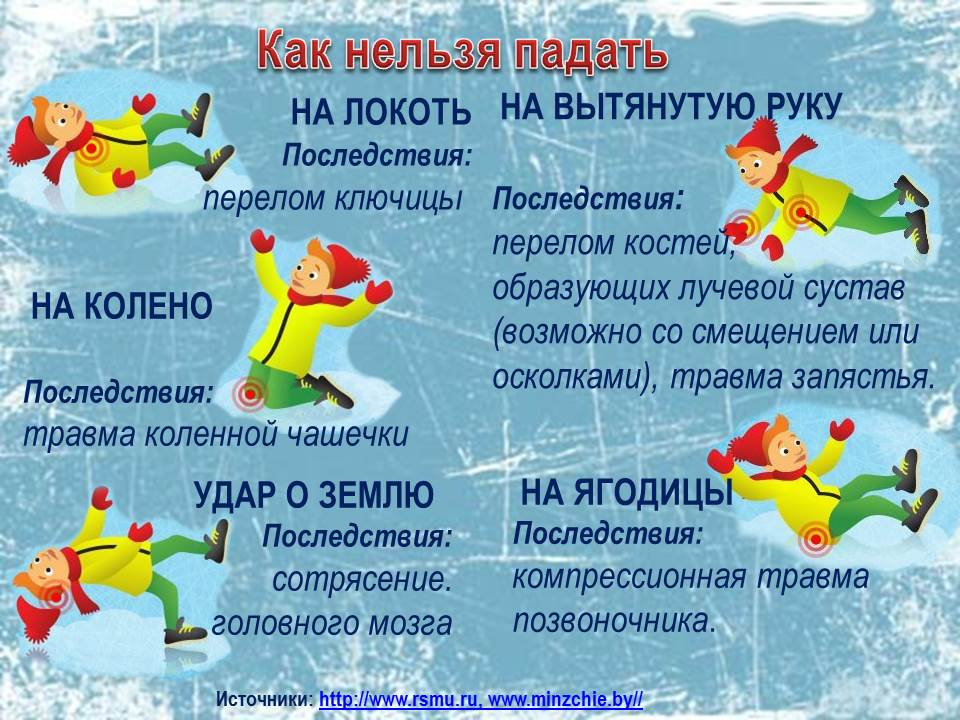 Как нельзя падать
НА ЛОКОТЬ
Последствия:
перелом ключицы
НА ВЫТЯНУТУЮ РУКУ
Последствия:
перелом костей,
образующих лучевой сустав
(возможно со смещением или
осколками), травма запястья.
НА КОЛЕНО
Последствия:
травма коленной чашечки
УДАР О ЗЕМЛЮ
Последствия:
сотрясение.
головного мозга
НА ЯГОДИЦЫ
Последствия:
компрессионная травма
позвоночника.
Источники: http://www.rsmu.ru, www.minzchie.by//